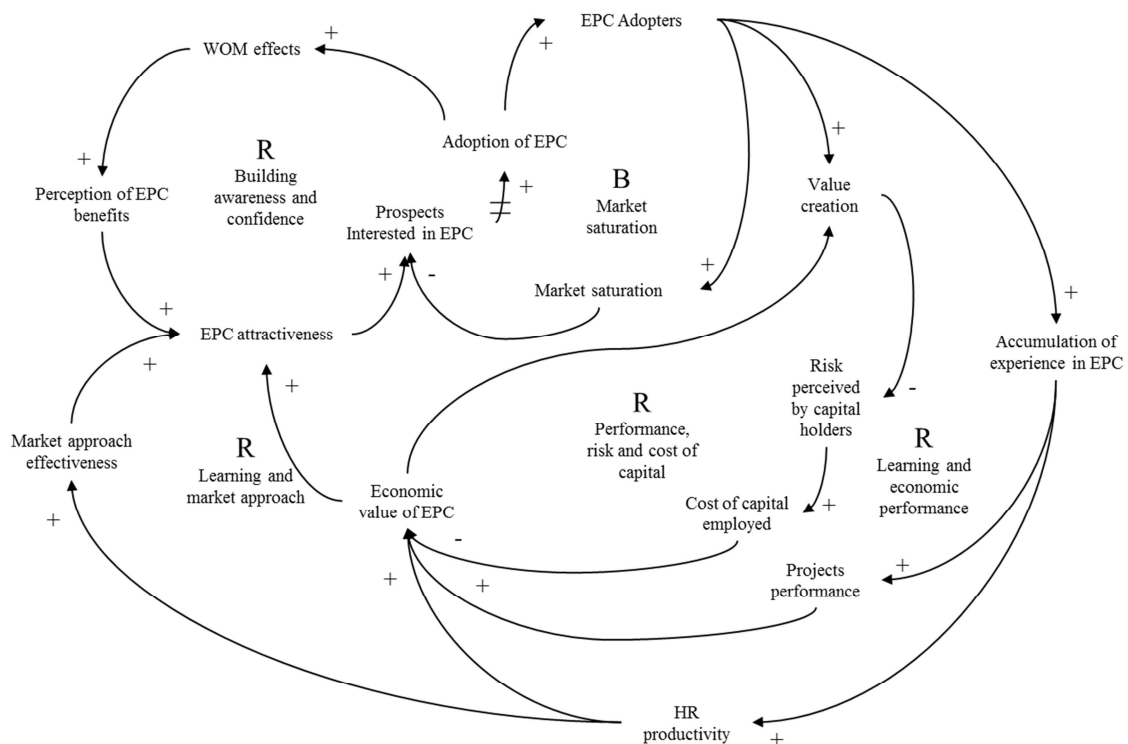 EPC Adopters
+
WOM effects
+
+
Adoption of EPC
+
R
Building
awareness and
confidence
+
Perception of EPC
benefits
Prospects
Interested in EPC
+
B
Market
saturation
Value
creation
+
-
+
Market saturation
+
+
EPC attractiveness
+
Accumulation of
experience in EPC
+
Risk
perceived
by capital
holders
-
R
Performance,
risk and cost of
capital
R
Learning and
economic
performance
Market approach
effectiveness
R
Learning and
market approach
Economic
value of EPC
Cost of capital
employed
+
+
-
+
+
Projects
performance
+
HR
productivity
+